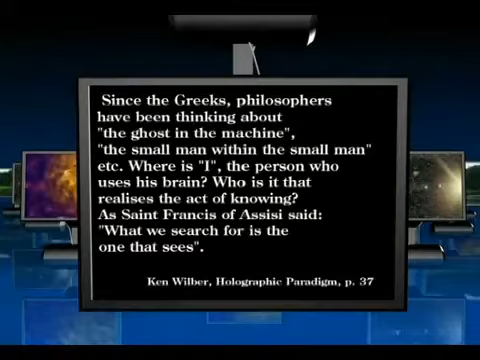 Since the Greeks, philosophers
have been thinking about
"the ghost in the machine",
"the small man within the small man"
etc. Where is "I", the person who
uses his brain? Who is it that
realises the act of knowing?
As Saint Francis of Assisi said:
"What we search for is the
one that sees".
Ken Wilber, Holographic Paradigm, p. 37